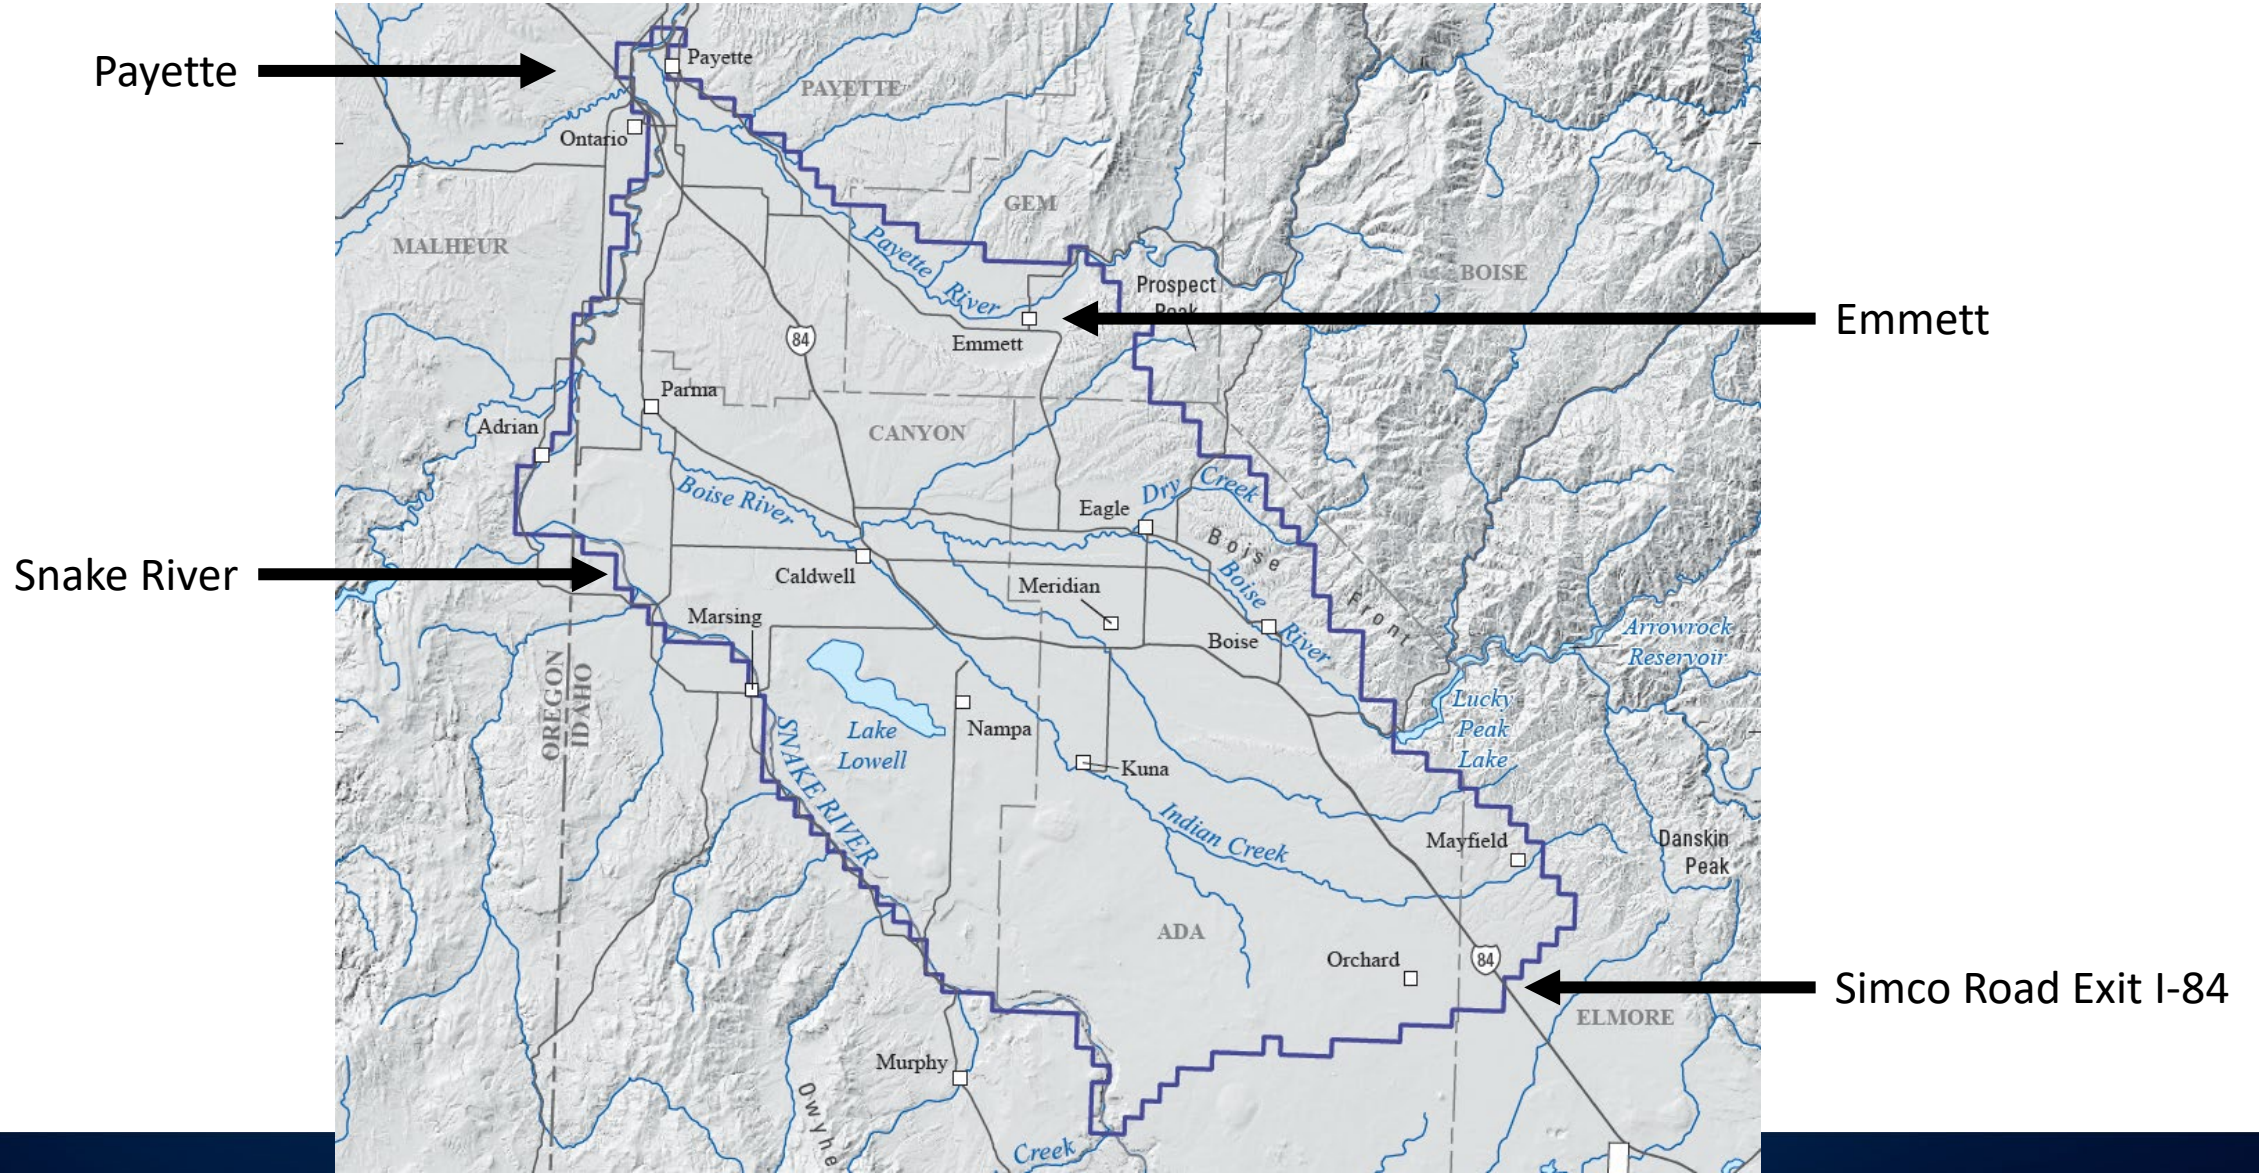 Payette
Payette
PAYETTE
Ontario
GEM
MALHEUR
Payette
River
BOISE
Prospect
Peak
Emmett
Emmett
84
Parma
Adrian
CANYON
Boise River
Dry Creek
Eagle
Boise Front
Snake River
Caldwell
Meridian
Boise
River
Marsing
Boise
Arrowrock
Reservoir
OREGON
IDAHO
Lucky
Peak
Lake
Lake
Lowell
Nampa
SNAKE RIVER
Kuna
Indian Creek
Mayfield
Danskin
Peak
ADA
Orchard
84
Simco Road Exit I-84
ELMORE
Murphy
Owyhe
Creek